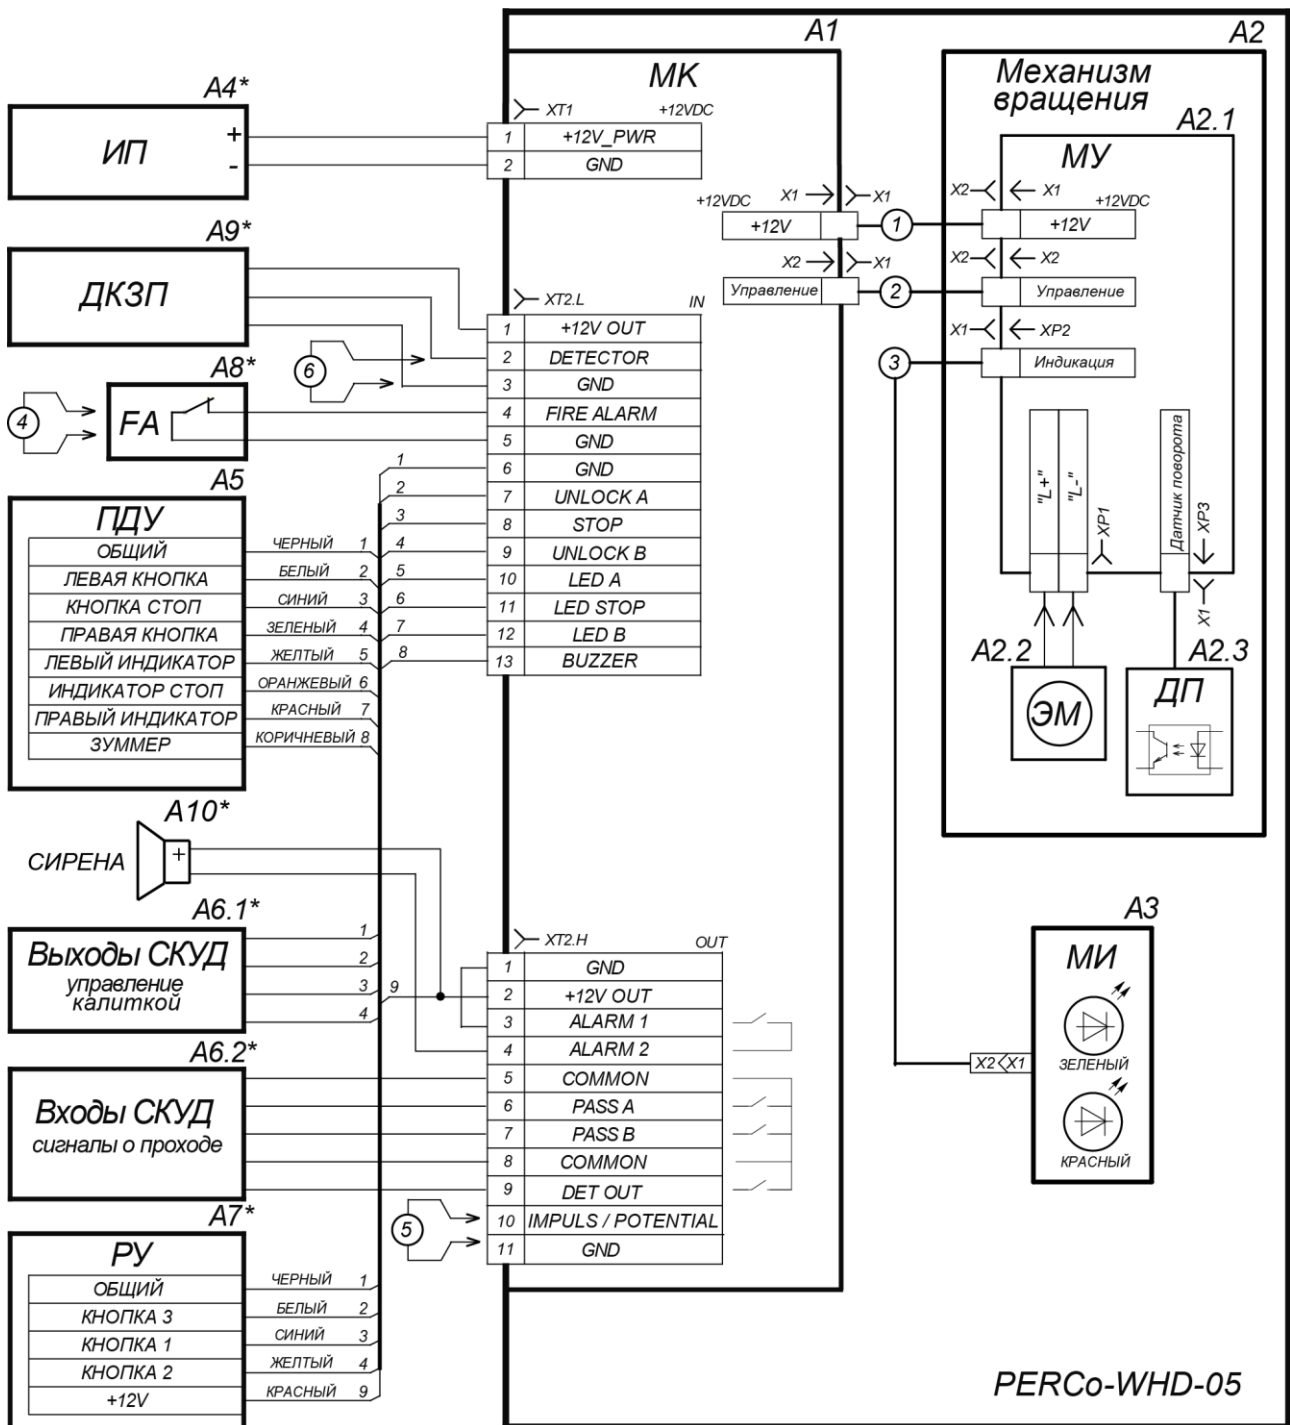 A1
A2
МК
Механизм
вращения
A4*
ИП
+
-
XT1
+12VDC
1
+12V_PWR
2
GND
A2.1
МУ
+12VDC
X1
X1
+12V
1
X2
X1
+12VDC
+12V
X2
X1
Управление
2
X2
X2
Управление
X1
XP2
3
Индикация
A9*
ДКЗП
XT2.L
IN
1
+12V OUT
2
DETECTOR
3
GND
4
FIRE ALARM
5
GND
6
GND
7
UNLOCK A
8
STOP
9
UNLOCK B
10
LED A
11
LED STOP
12
LED B
13
BUZZER
6
A8*
4
FA
1
2
3
4
5
6
7
8
A5
ПДУ
ОБЩИЙ
ЧЕРНЫЙ 1
ЛЕВАЯ КНОПКА
БЕЛЫЙ 2
КНОПКА СТОП
СИНИЙ 3
ПРАВАЯ КНОПКА
ЗЕЛЕНЫЙ 4
ЛЕВЫЙ ИНДИКАТОР
ЖЕЛТЫЙ 5
ИНДИКАТОР СТОП
ОРАНЖЕВЫЙ 6
ПРАВЫЙ ИНДИКАТОР
КРАСНЫЙ 7
ЗУММЕР
КОРИЧНЕВЫЙ 8
"L+"
"L-"
XP1
Датчик поворота
XP3
X1
A2.2
ЭМ
A2.3
ДП
A10*
СИРЕНА
+
A6.1*
Выходы СКУД
управление
калиткой
1
2
3
4
9
XT2.H
OUT
1
GND
2
+12V OUT
3
ALARM 1
4
ALARM 2
5
COMMON
6
PASS A
7
PASS B
8
COMMON
9
DET OUT
10
IMPULS / POTENTIAL
11
GND
A6.2*
Входы СКУД
сигналы о проходе
5
A3
МИ
X2
X1
ЗЕЛЕНЫЙ
КРАСНЫЙ
A7*
РУ
ОБЩИЙ
ЧЕРНЫЙ 1
КНОПКА 3
БЕЛЫЙ 2
КНОПКА 1
СИНИЙ 3
КНОПКА 2
ЖЕЛТЫЙ 4
+12V
КРАСНЫЙ 9
PERCo-WHD-05